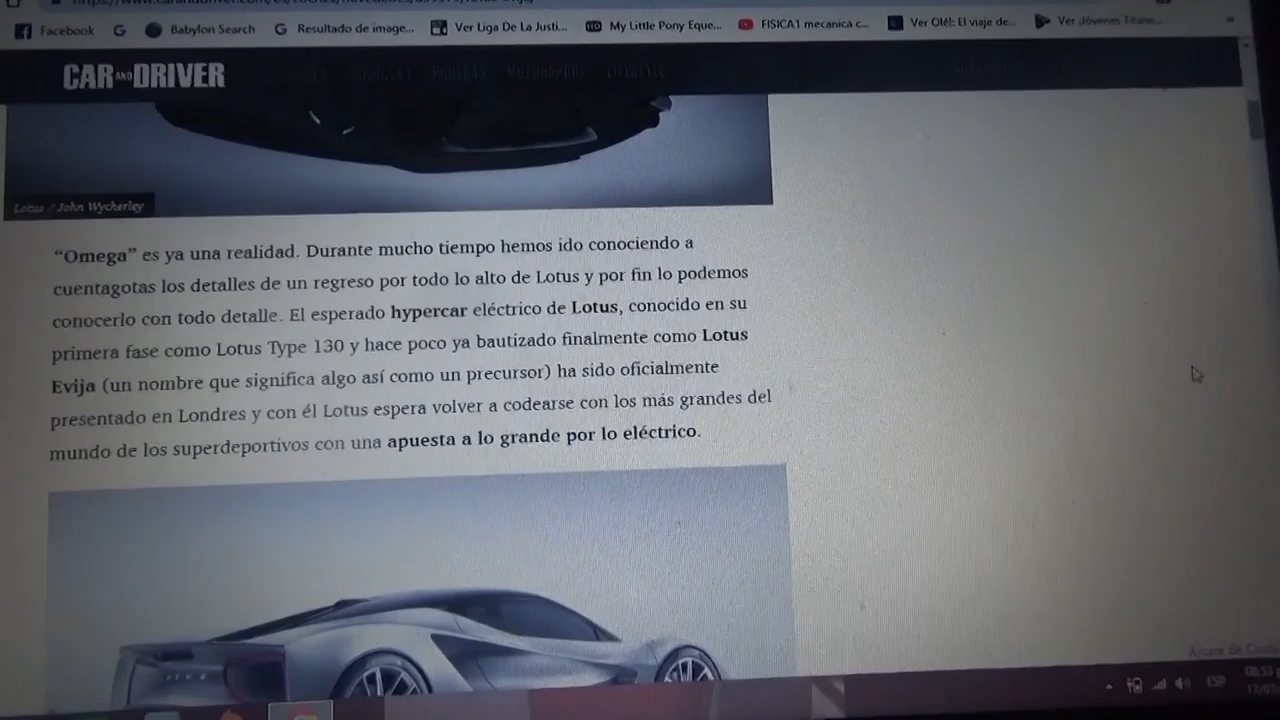 Facebook
Babylon Search
Resultado de image...
Ver Liga De La Justi...
My Little Pony Eque...
FISICA1 mecanica c...
Ver Olé!: El viaje de...
Ver Jóvenes Titane...
CAR AND DRIVER
MOTORSPORT LIFESTYLE
Lotus / John Wycherley
“Omega” es ya una realidad. Durante mucho tiempo hemos ido conociendo a
cuentagotas los detalles de un regreso por todo lo alto de Lotus y por fin lo podemos
conocerlo con todo detalle. El esperado hypercar eléctrico de Lotus, conocido en su
primera fase como Lotus Type 130 y hace poco ya bautizado finalmente como Lotus
Evija (un nombre que significa algo así como un precursor) ha sido oficialmente
presentado en Londres y con él Lotus espera volver a codearse con los más grandes del
mundo de los superdeportivos con una apuesta a lo grande por lo eléctrico.
ESP